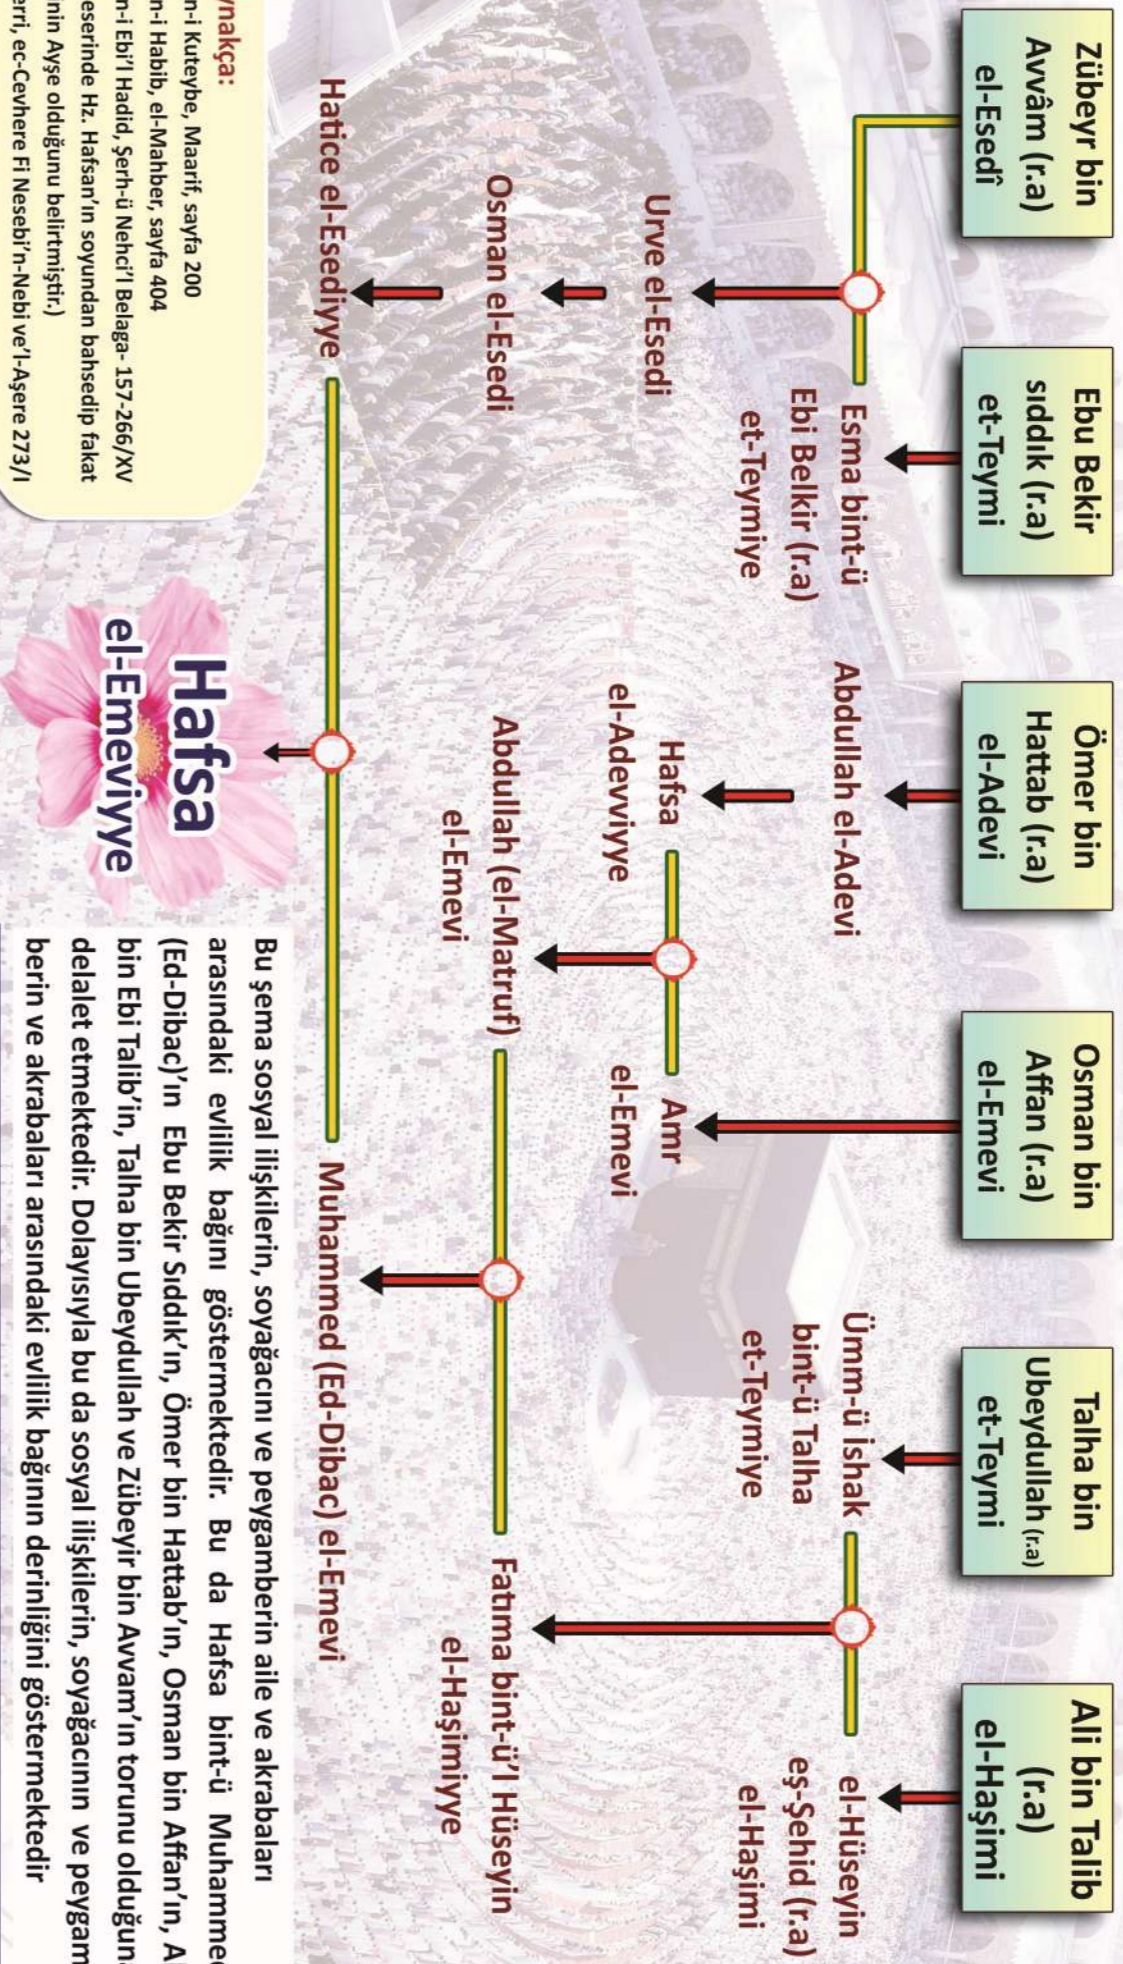 Zübeyr bin
Avvâm (r.a)
el-Esedî
Ebu Bekir
sıddık (r.a)
et-Teymi
Ömer bin
Hattab (r.a)
el-Adevi
Osman bin
Affan (r.a)
el-Emevi
Talha bin
Ubeydullah (r.a)
et-Teymi
Ali bin Talib
(r.a)
el-Haşimi
Esma bint-ü
Ebi Belkir (r.a)
et-Teymiye
Abdullah el-Adevi
Ümm-ü İshak
bint-ü Talha
et-Teymiye
el-Hüseyin
eş-Şehid (r.a)
el-Haşimi
Urve el-Esedi
Hafsa
el-Adevviyye
Amr
el-Emevi
Osman el-Esedi
Abdullah (el-Matruf)
el-Emevi
Fatıma bint-ü’l Hüseyin
el-Haşimiyye
Hatice el-Esediyye
Muhammed (Ed-Dibac) el-Emevi
Hafsa
el-Emeviyye
ynakça:
n-i Kuteybe, Maarif, sayfa 200
n-i Habib, el-Mahber, sayfa 404
n-i Ebi’l Hadid, Şerh-ü Nehci’l Belaga- 157-266/XV
eserinde Hz. Hafsan’ın soyundan bahsedip fakat
inin Ayşe olduğunu belirtmiştir.)
erri, ec-Cevhere Fi Nesebi’n-Nebi ve’l-Aşere 273/I
Bu şema sosyal ilişkilerin, soyağacını ve peygamberin aile ve akrabaları
arasındaki evlilik bağını göstermektedir. Bu da Hafsa bint-ü Muhammed
(Ed-Dibac)’ın Ebu Bekir Sıddık’ın, Ömer bin Hattab’ın, Osman bin Affan’ın, Al
bin Ebi Talib’in, Talha bin Ubeydullah ve Zübeyir bin Avvam’ın torunu olduğun
delalet etmektedir. Dolayısıyla bu da sosyal ilişkilerin, soyağacının ve peygam
berin ve akrabaları arasındaki evlilik bağının derinliğini göstermektedir